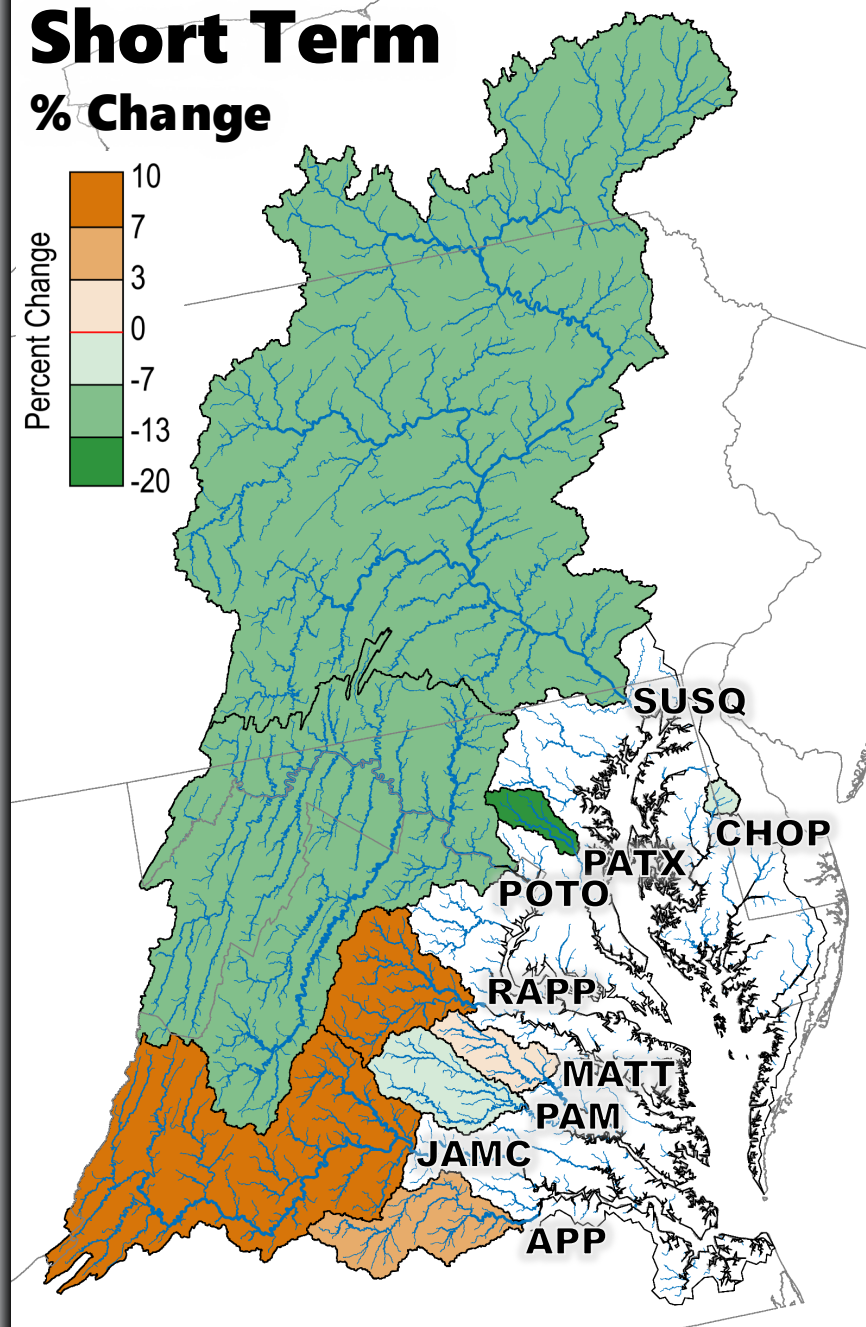 Short Term
% Change
Percent Change
10
7
3
0
-7
-13
-20
SUSQ
CHOP
PATX
POTO
RAPP
MATT
PAM
JAMC
APP